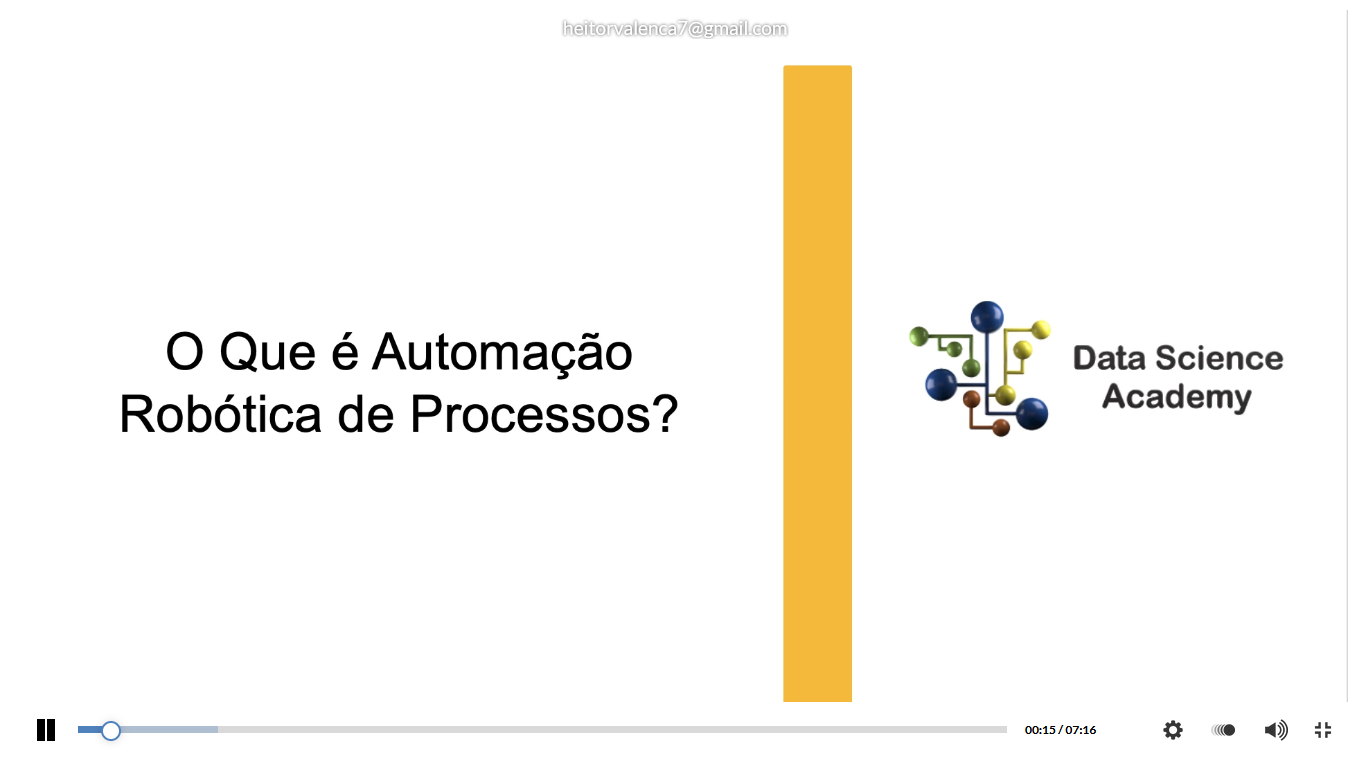 heitorvalenca7@gmail.com
O Que é Automação
Robótica de Processos?
Data Science
Academy
00:15 / 07:16